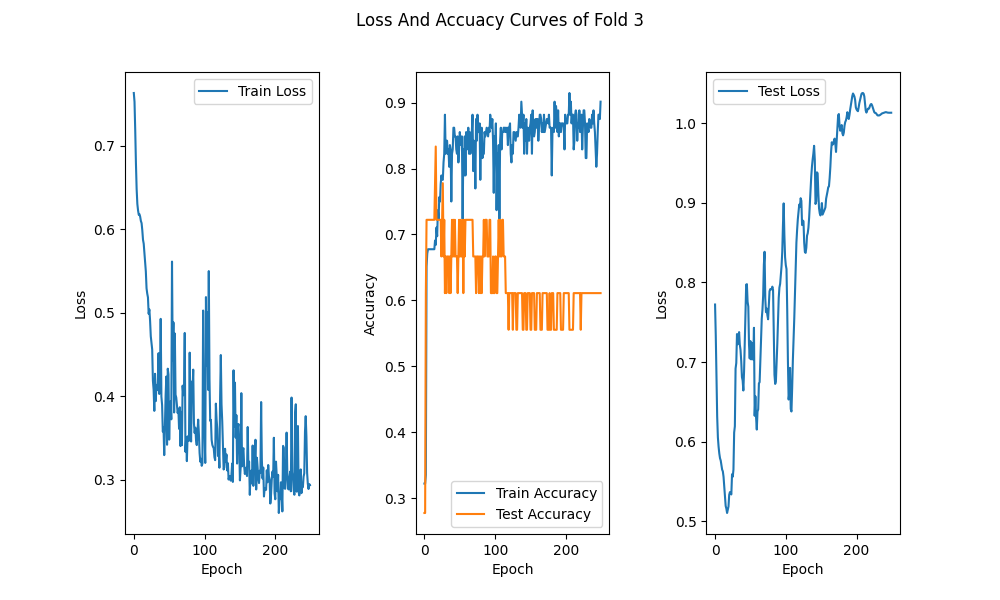 Loss And Accuacy Curves of Fold 3
Train Loss
0.7
0.6
0.5
0.4
0.3
Loss
0
100
200
Epoch
0.9
0.8
0.7
0.6
0.5
0.4
0.3
Accuracy
Train Accuracy
Test Accuracy
0
100
200
Epoch
Test Loss
1.0
0.9
0.8
0.7
0.6
0.5
Loss
0
100
200
Epoch